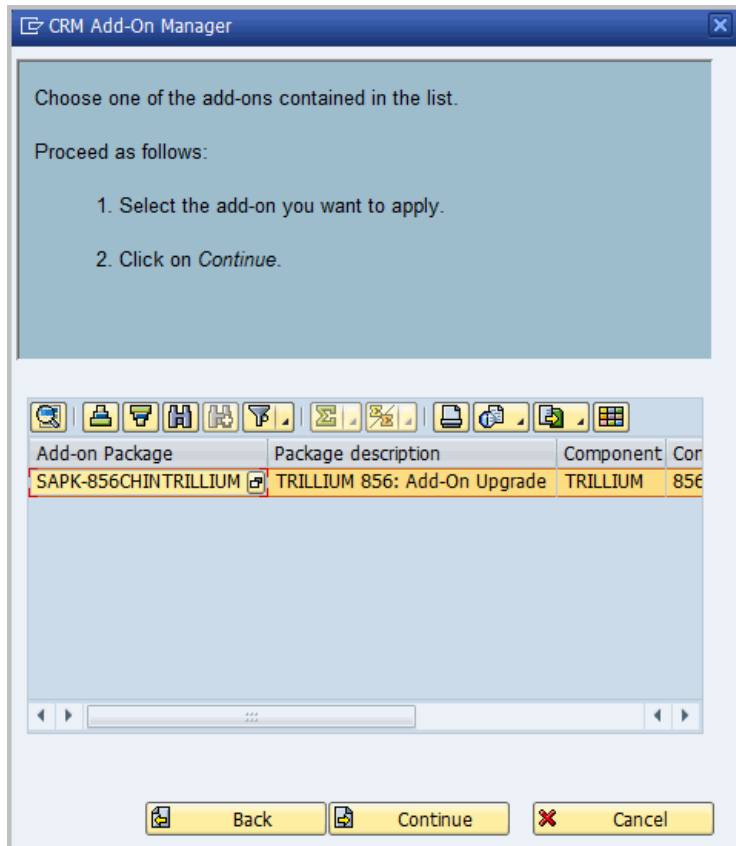 CRM Add-On Manager
Choose one of the add-ons contained in the list.
Proceed as follows:
1. Select the add-on you want to apply.
2. Click on Continue.
Add-on Package Package description Component Con
SAPK-856CHINTRILLIUM TRILLIUM 856: Add-On Upgrade TRILLIUM 856
Back Continue Cancel